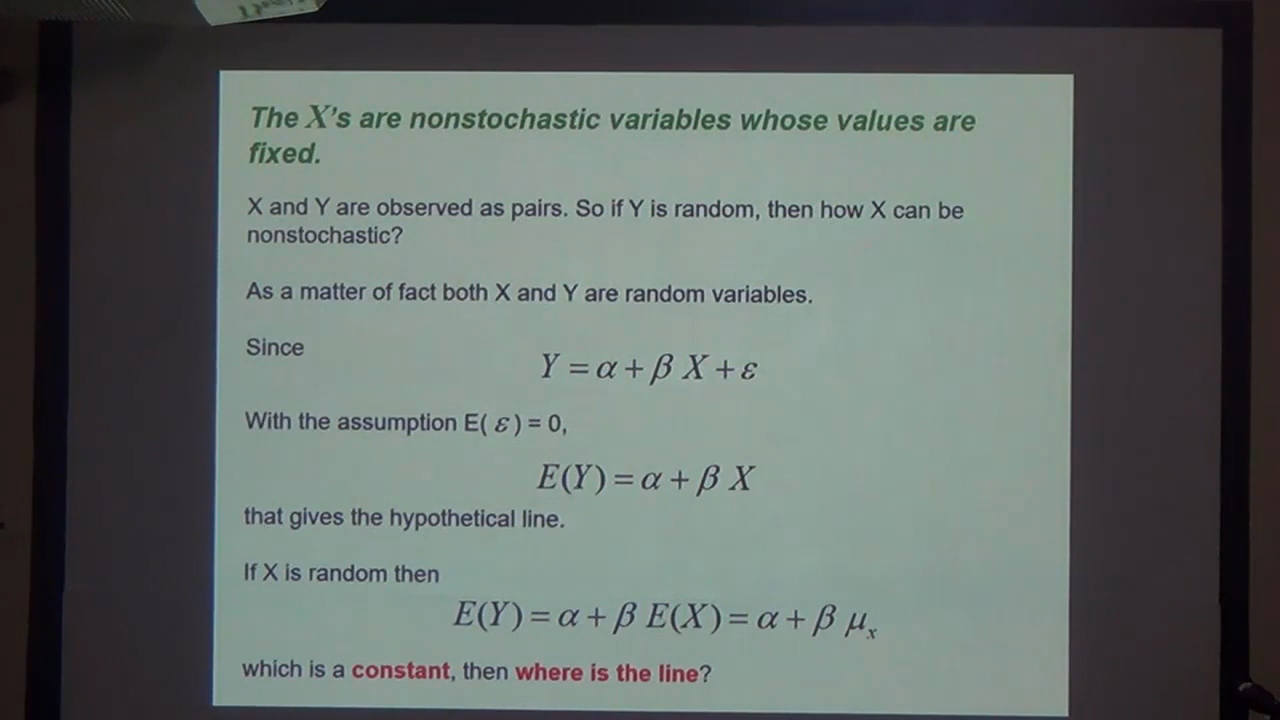 The X's are nonstochastic variables whose values are
fixed.
X and Y are observed as pairs. So if Y is random, then how X can be
nonstochastic?
As a matter of fact both X and Y are random variables.
Since
Y = α + β X + ε
With the assumption E( ε ) = 0,
E(Y) = α + β X
that gives the hypothetical line.
If X is random then
E(Y) = α + β E(X) = α + β μₓ
which is a constant, then where is the line?